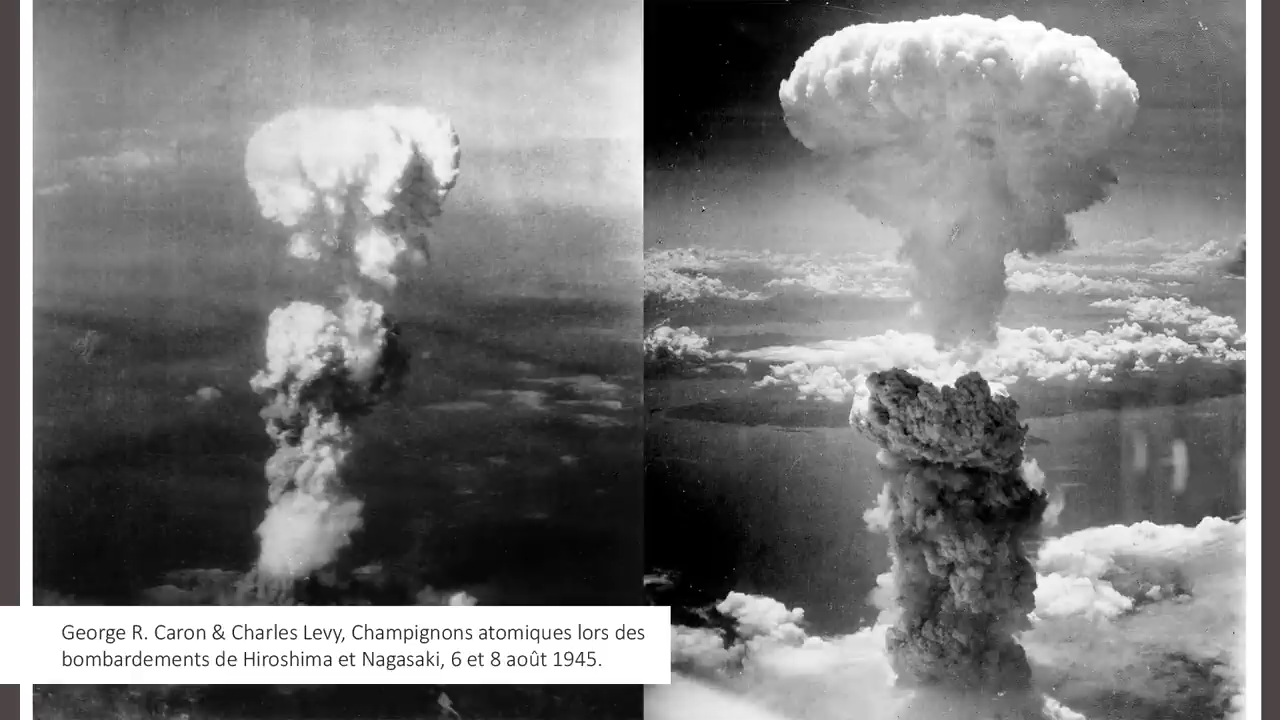 George R. Caron & Charles Levy, Champignons atomiques lors des
bombardements de Hiroshima et Nagasaki, 6 et 8 août 1945.